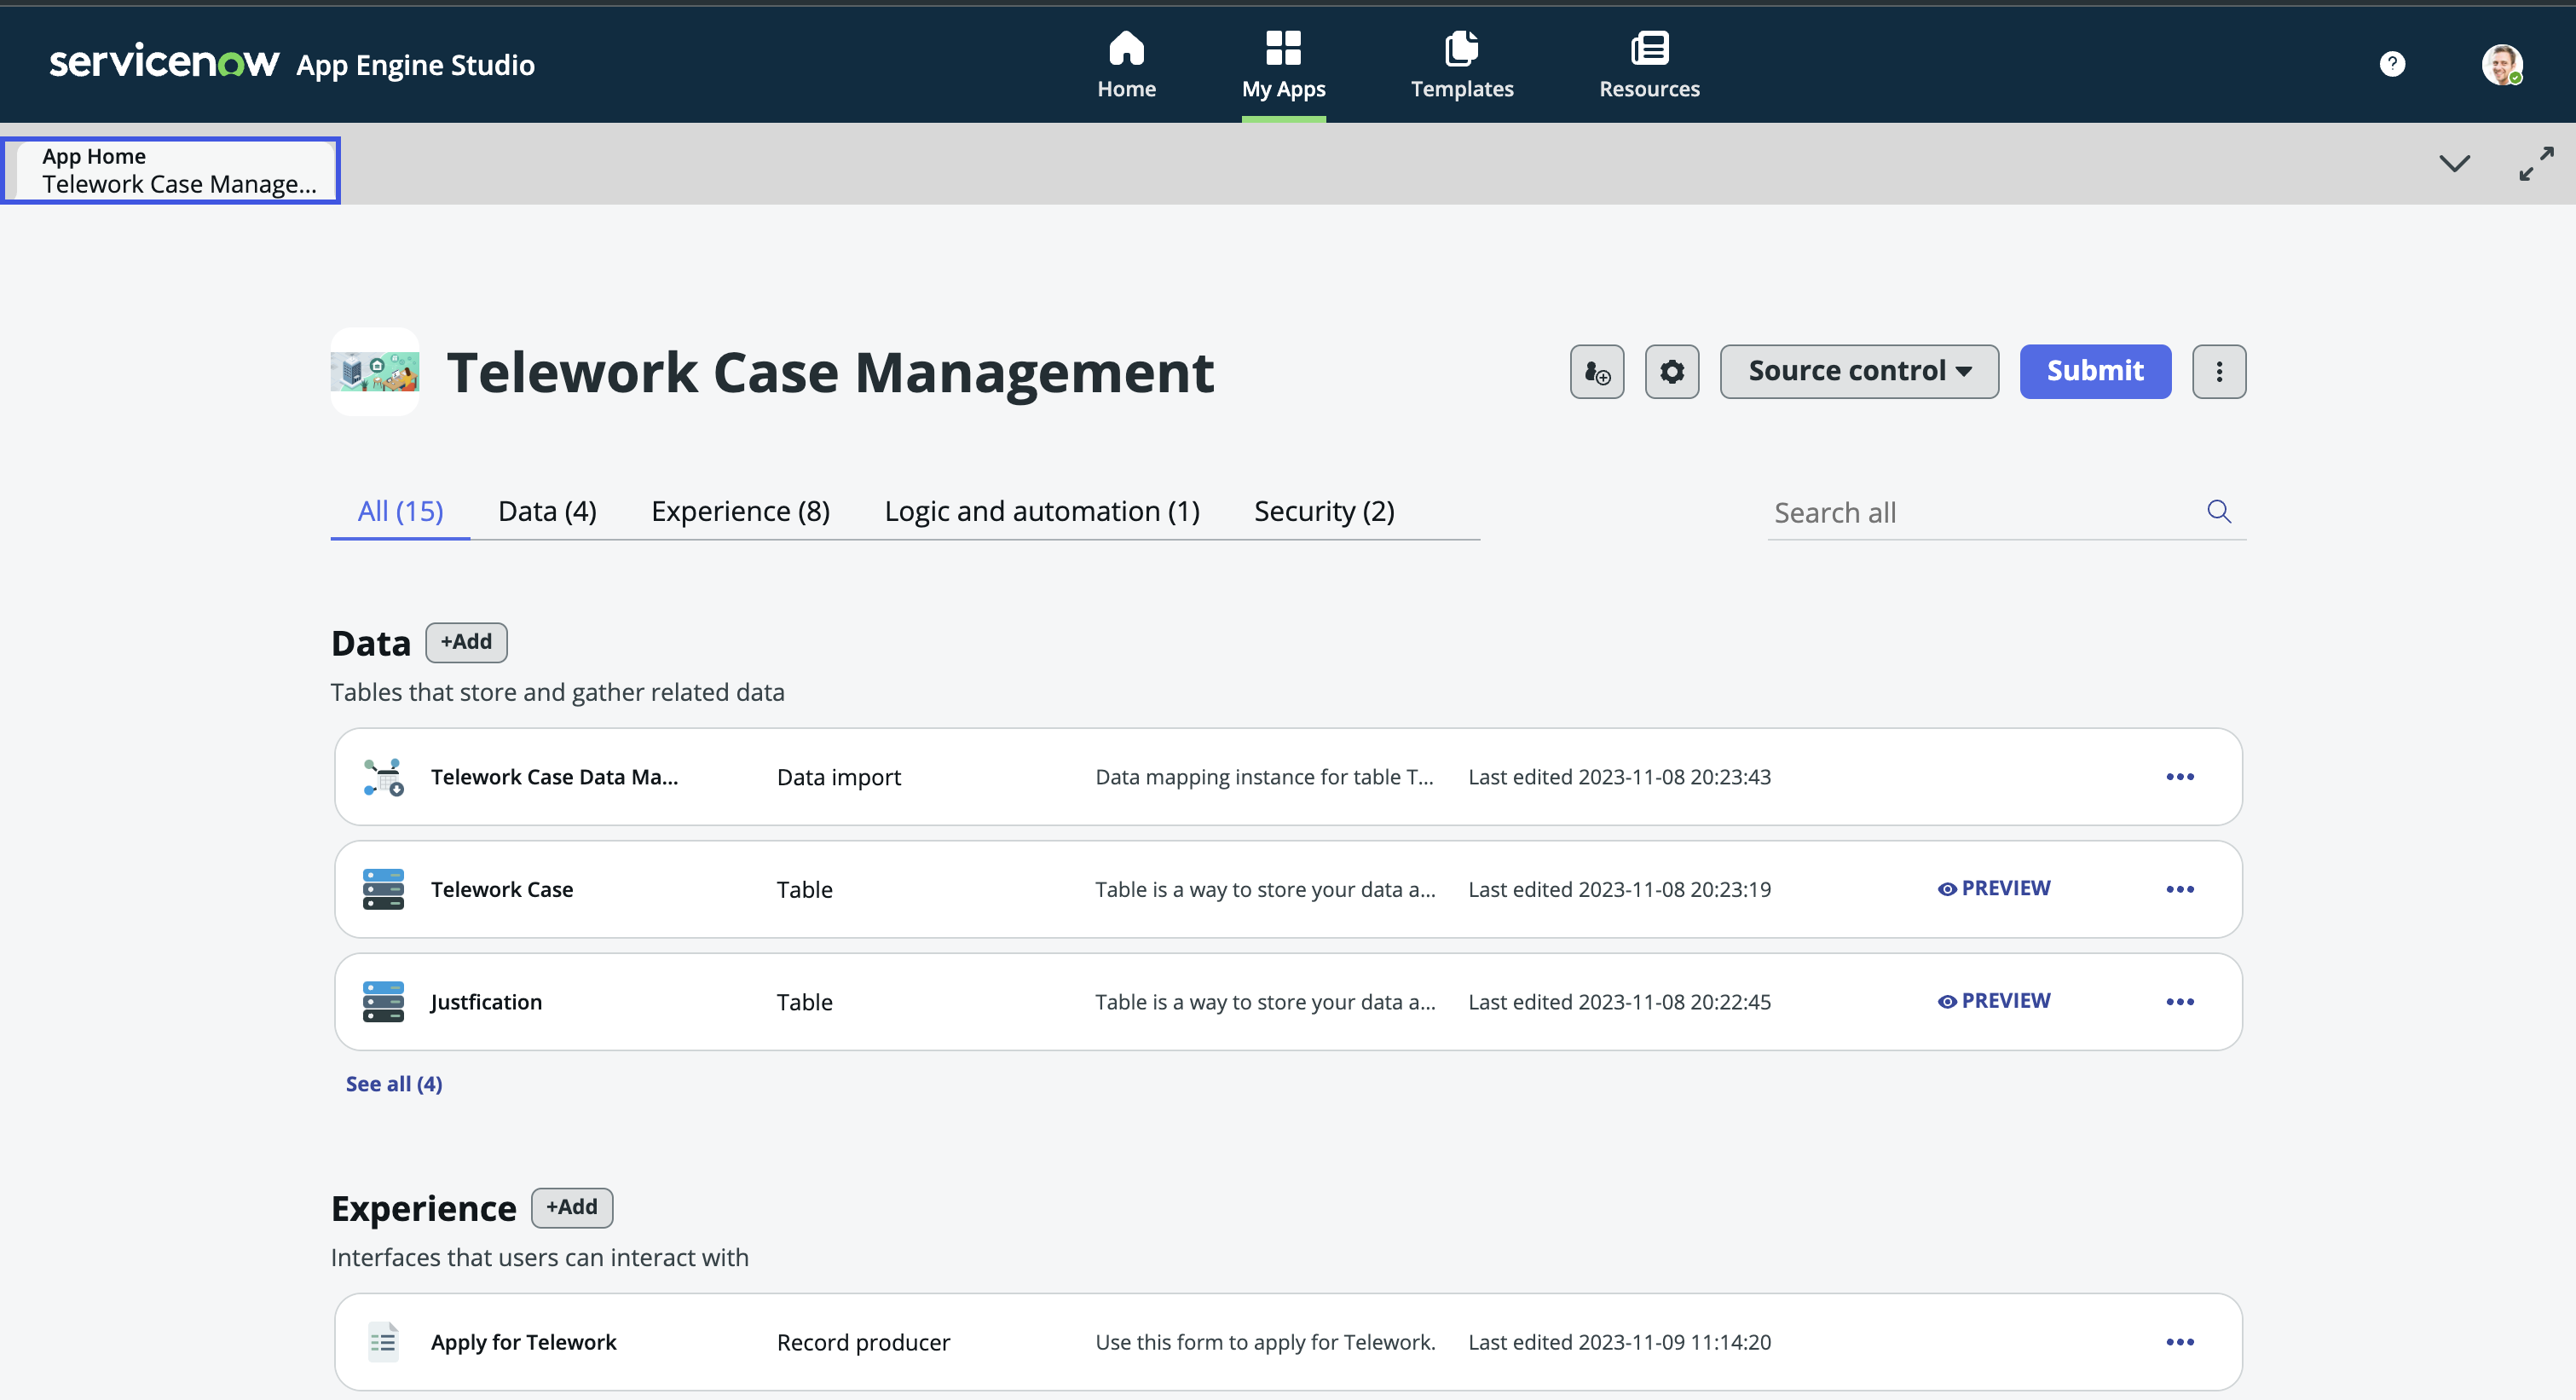 servicenow App Engine Studio
Home
My Apps
Templates
Resources
?
App Home
Telework Case Manage...
Telework Case Management
Source control
Submit
All (15)
Data (4)
Experience (8)
Logic and automation (1)
Security (2)
Search all
Data +Add
Tables that store and gather related data
Telework Case Data Ma... Data import Data mapping instance for table T... Last edited 2023-11-08 20:23:43
Telework Case Table Table is a way to store your data a... Last edited 2023-11-08 20:23:19 PREVIEW
Justfication Table Table is a way to store your data a... Last edited 2023-11-08 20:22:45 PREVIEW
See all (4)
Experience +Add
Interfaces that users can interact with
Apply for Telework Record producer Use this form to apply for Telework. Last edited 2023-11-09 11:14:20